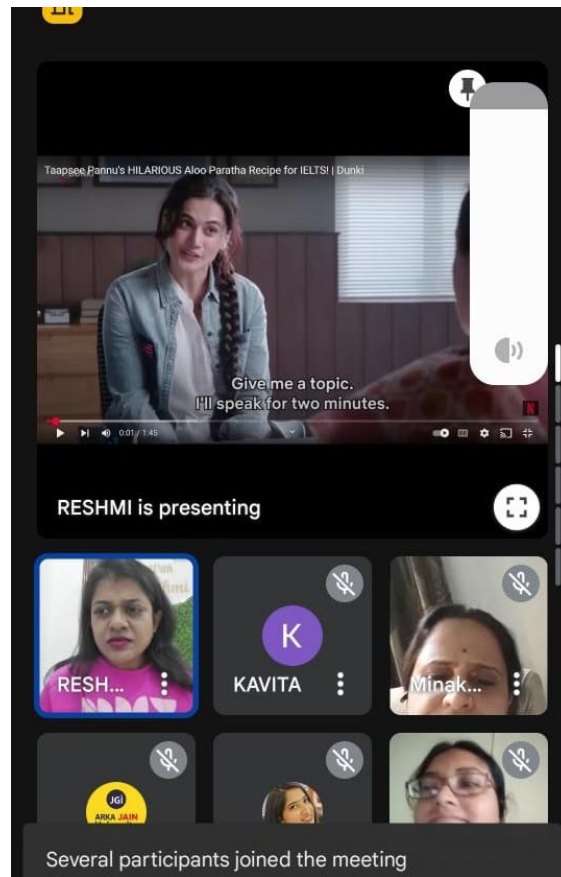 Taapsee Pannu's HILARIOUS Aloo Paratha Recipe for IELTS! | Dunki
Give me a topic.
I'll speak for two minutes.
N
0:01 / 1:45
RESHMI is presenting
RESH...
K
KAVITA
Minak...
JGi
ARKA JAIN
Several participants joined the meeting